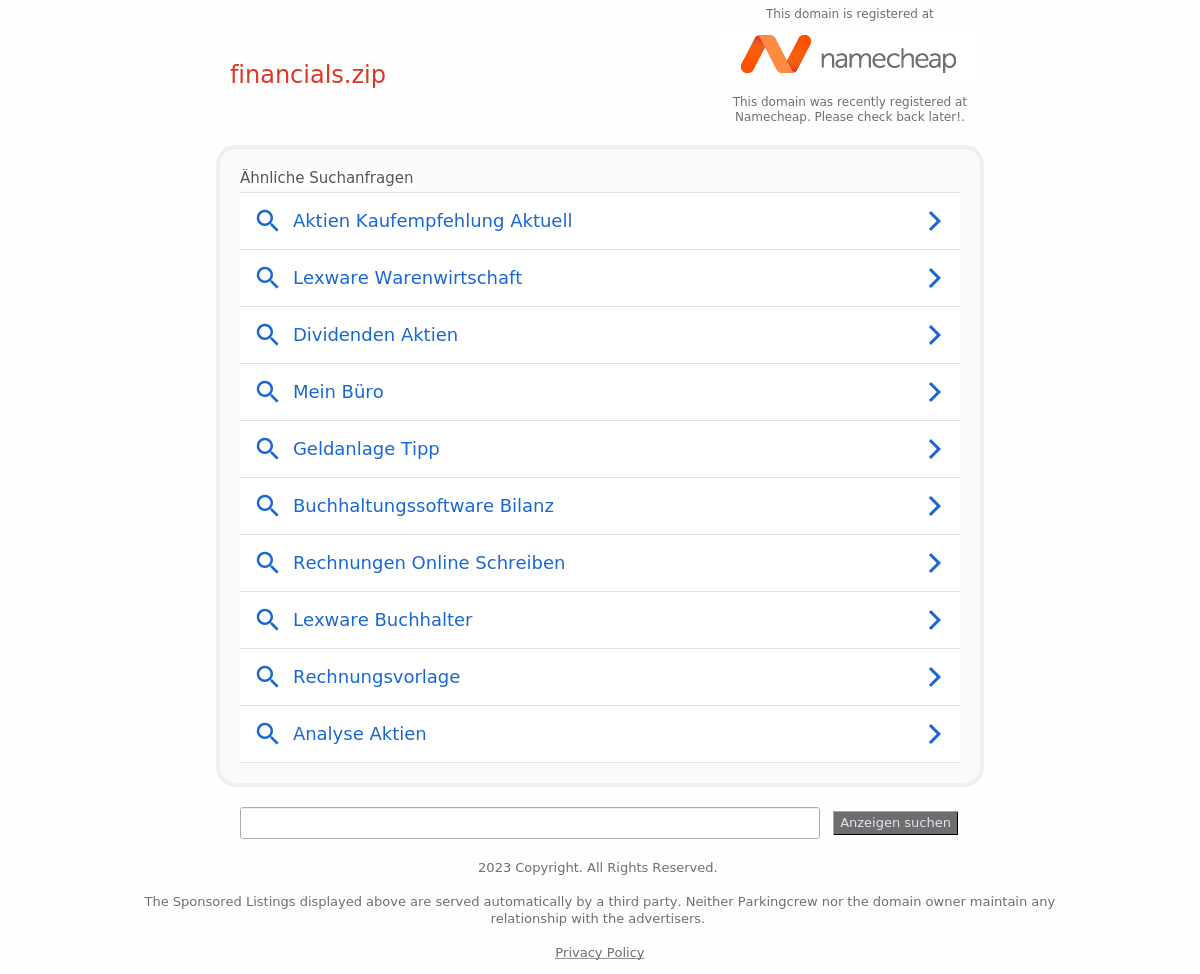 This domain is registered at
namecheap
financials.zip
This domain was recently registered at
Namecheap. Please check back later!.
Ähnliche Suchanfragen
Aktien Kaufempfehlung Aktuell
Lexware Warenwirtschaft
Dividenden Aktien
Mein Büro
Geldanlage Tipp
Buchhaltungssoftware Bilanz
Rechnungen Online Schreiben
Lexware Buchhalter
Rechnungsvorlage
Analyse Aktien
Anzeigen suchen
2023 Copyright. All Rights Reserved.
The Sponsored Listings displayed above are served automatically by a third party. Neither Parkingcrew nor the domain owner maintain any
relationship with the advertisers.
Privacy Policy